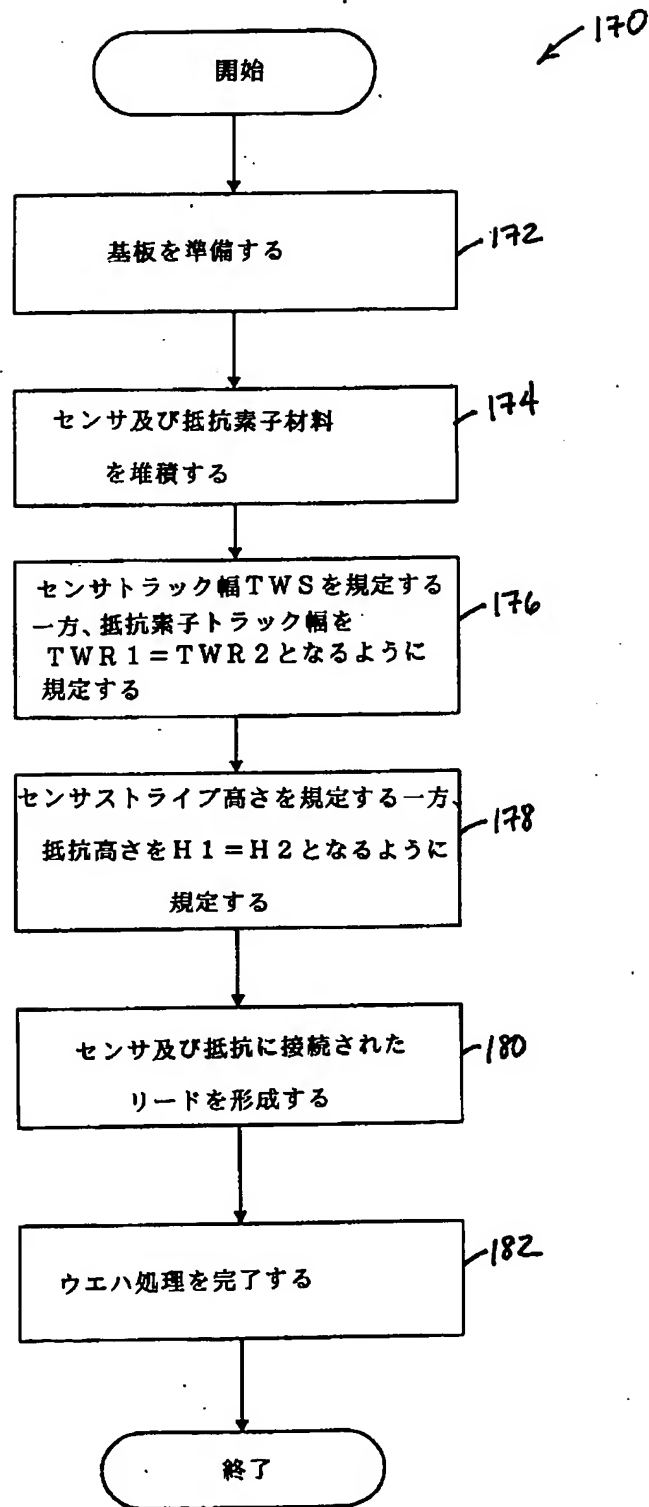 170
開始
基板を準備する
172
センサ及び抵抗素子材料
を堆積する
174
センサトラック幅TWSを規定する
一方、抵抗素子トラック幅を
TWR1=TWR2となるように
規定する
176
センサストライプ高さを規定する一方、
抵抗高さをH1=H2となるように
規定する
178
センサ及び抵抗に接続された
リードを形成する
180
ウエハ処理を完了する
182
終了